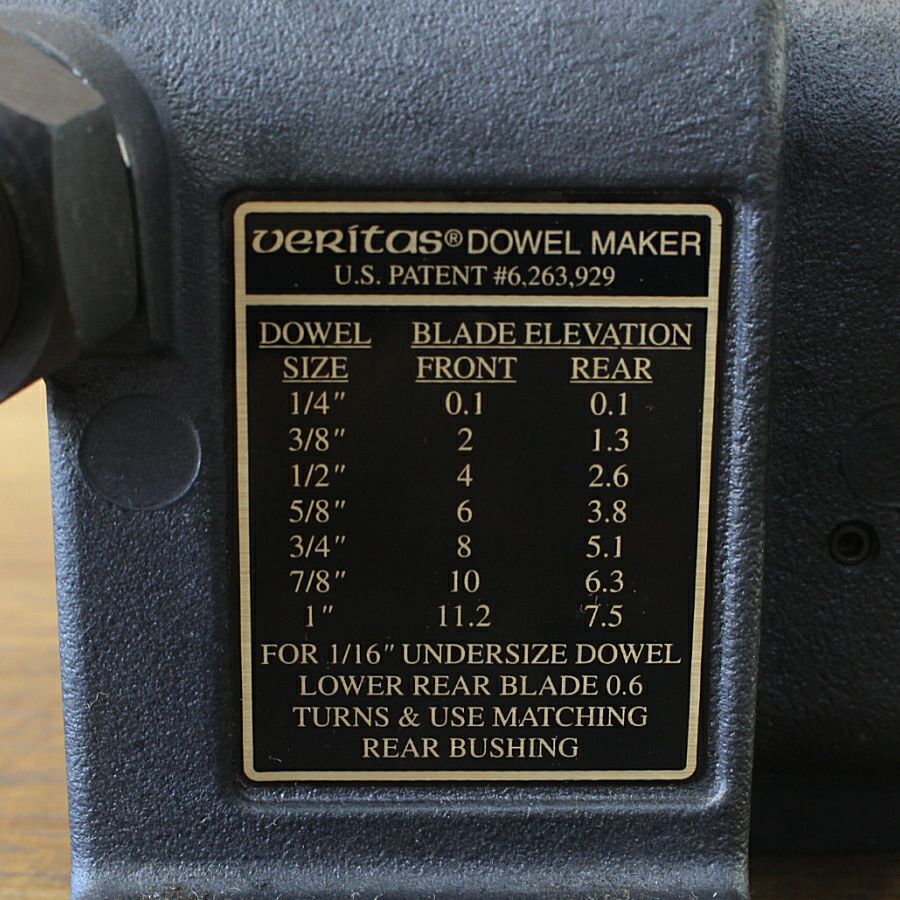 veritas® DOWEL MAKER
U.S. PATENT #6,263,929
DOWEL BLADE ELEVATION
SIZE FRONT REAR
1/4" 0.1 0.1
3/8" 2 1.3
1/2" 4 2.6
5/8" 6 3.8
3/4" 8 5.1
7/8" 10 6.3
1" 11.2 7.5
FOR 1/16" UNDERSIZE DOWEL
LOWER REAR BLADE 0.6
TURNS & USE MATCHING
REAR BUSHING